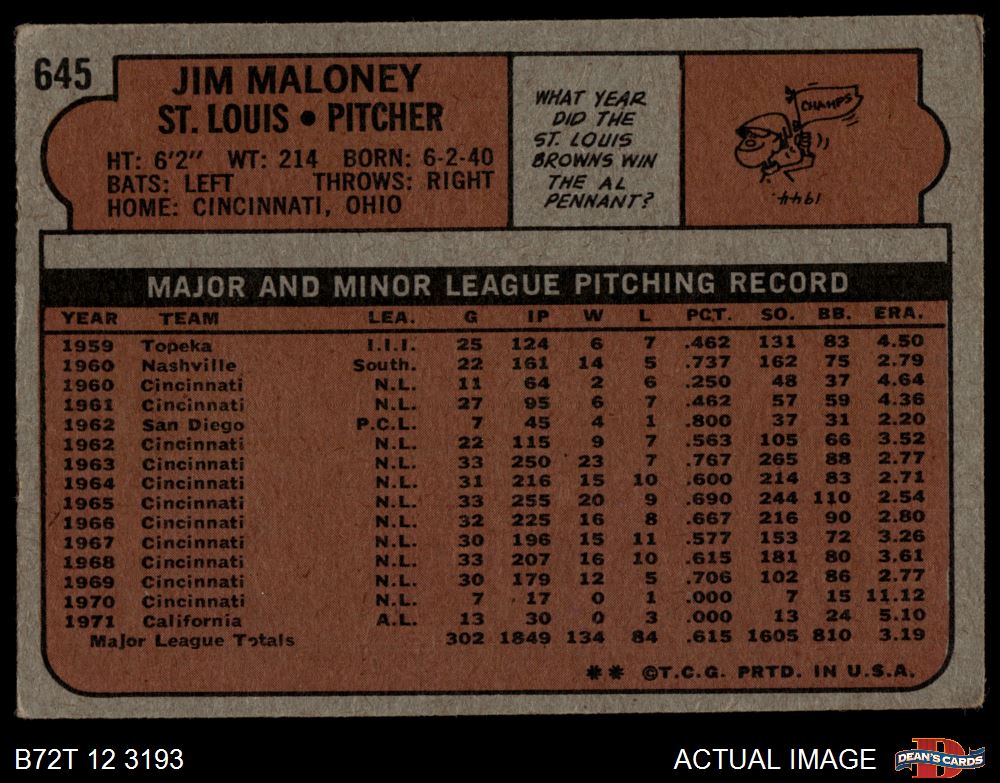 645
JIM MALONEY
ST. LOUIS • PITCHER
HT: 6'2" WT: 214 BORN: 6-2-40
BATS: LEFT THROWS: RIGHT
HOME: CINCINNATI, OHIO
WHAT YEAR
DID THE
ST. LOUIS
BROWNS WIN
THE AL
PENNANT?
CHAMPS
1944.
MAJOR AND MINOR LEAGUE PITCHING RECORD
YEAR TEAM LEA. G IP W L PCT. SO. BB. ERA.
1959 Topeka I.I.I. 25 124 6 7 .462 131 83 4.50
1960 Nashville South. 22 161 14 5 .737 162 75 2.79
1960 Cincinnati N.L. 11 64 2 6 .250 48 37 4.64
1961 Cincinnati N.L. 27 95 6 7 .462 57 59 4.36
1962 San Diego P.C.L. 7 45 4 1 .800 37 31 2.20
1962 Cincinnati N.L. 22 115 9 7 .563 105 66 3.52
1963 Cincinnati N.L. 33 250 23 7 .767 265 88 2.77
1964 Cincinnati N.L. 31 216 15 10 .600 214 83 2.71
1965 Cincinnati N.L. 33 255 20 9 .690 244 110 2.54
1966 Cincinnati N.L. 32 225 16 8 .667 216 90 2.80
1967 Cincinnati N.L. 30 196 15 11 .577 153 72 3.26
1968 Cincinnati N.L. 33 207 16 10 .615 181 80 3.61
1969 Cincinnati N.L. 30 179 12 5 .706 102 86 2.77
1970 Cincinnati N.L. 7 17 0 1 .000 7 15 11.12
1971 California A.L. 13 30 0 3 .000 13 24 5.10
Major League Totals 302 1849 134 84 .615 1605 810 3.19
** ©T.C.G. PRTD. IN U.S.A.
B72T 12 3193
ACTUAL IMAGE
D
DEAN'S CARDS